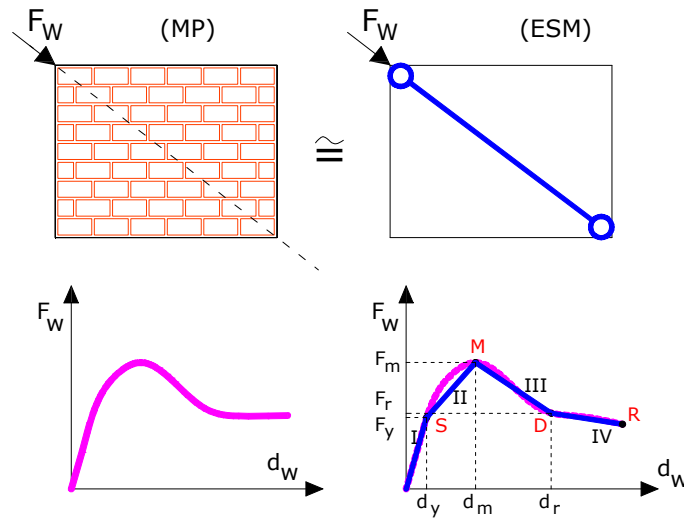 F_W (MP)
F_W (ESM)
≅
F_W
d_W
F_W
F_m
F_r
F_y
M
S
D
R
I
II
III
IV
d_y d_m d_r
d_W